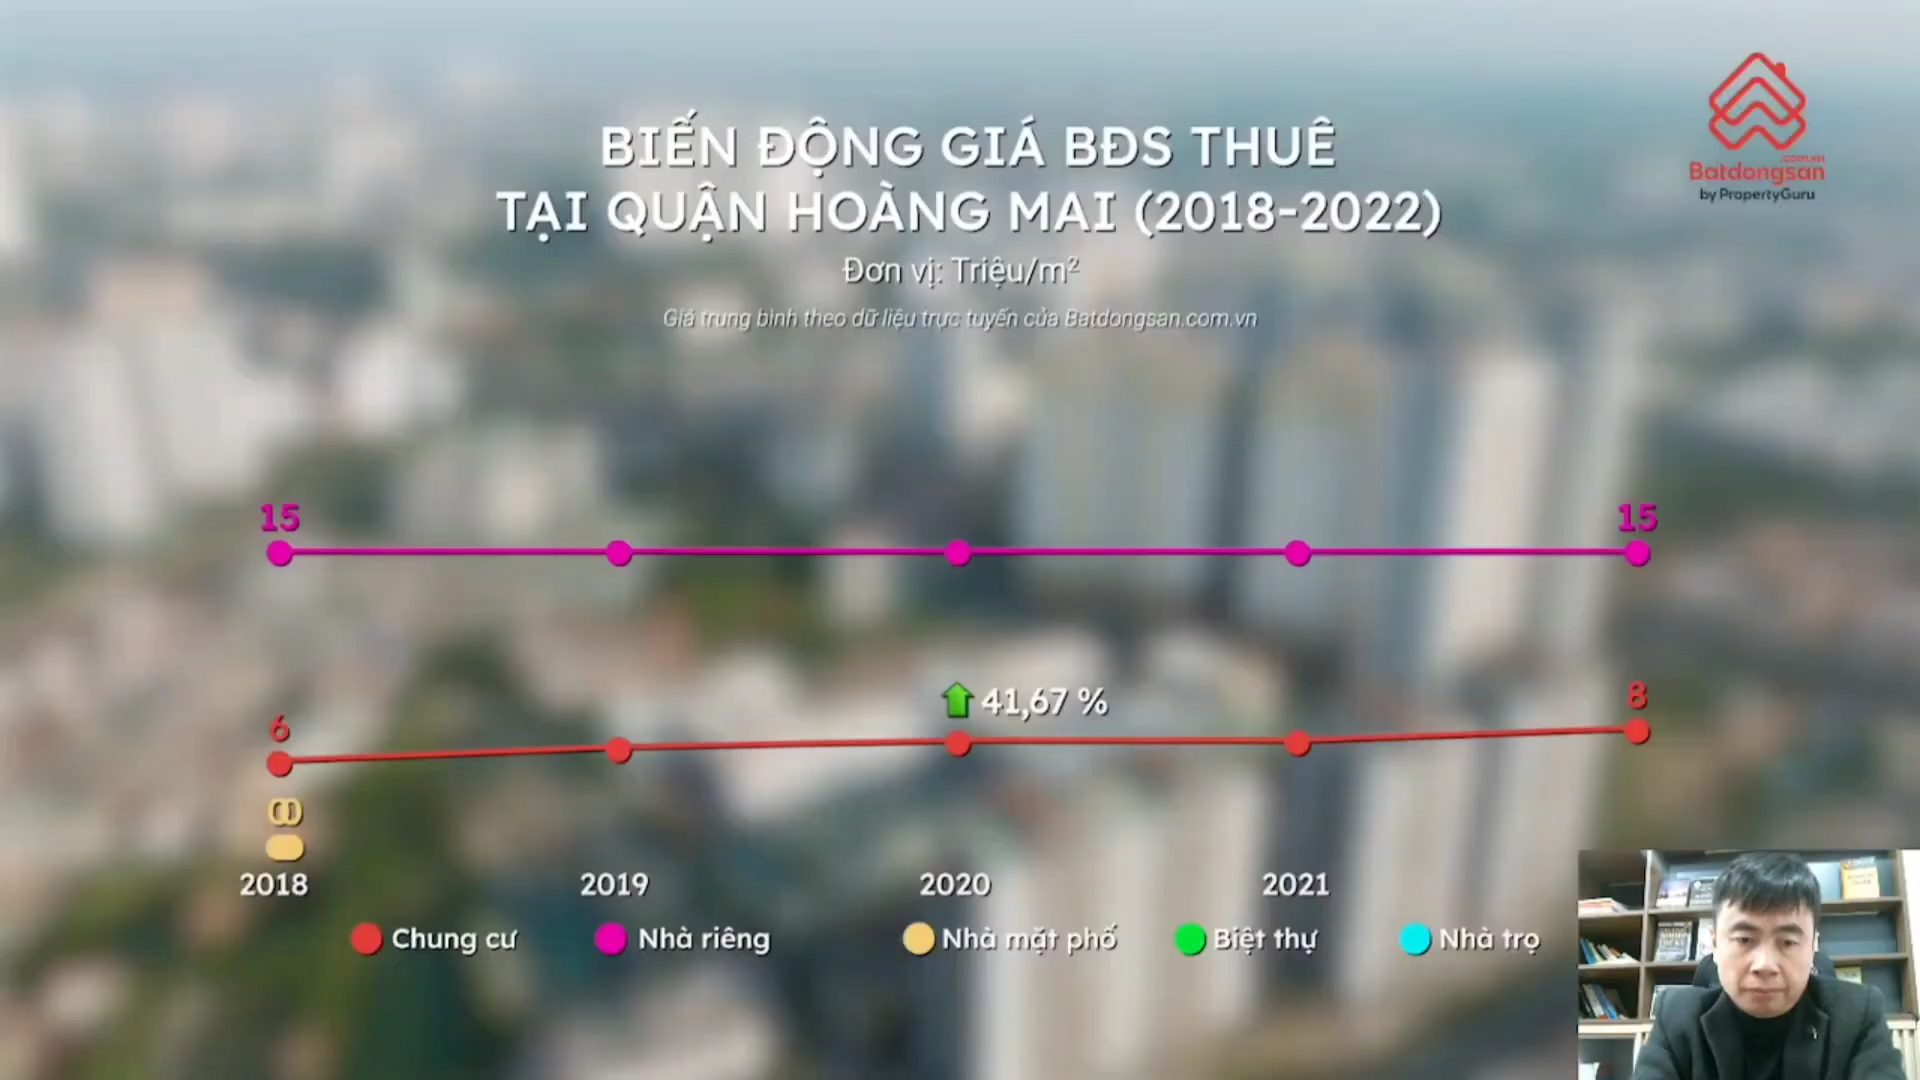 .com.vn
Batdongsan
by PropertyGuru
BIẾN ĐỘNG GIÁ BĐS THUÊ
TẠI QUẬN HOÀNG MAI (2018-2022)
Đơn vị: Triệu/m²
Giá trung bình theo dữ liệu trực tuyến của Batdongsan.com.vn
15 15
41,67 %
6 8
2018 2019 2020 2021
Chung cư Nhà riêng Nhà mặt phố Biệt thự Nhà trọ